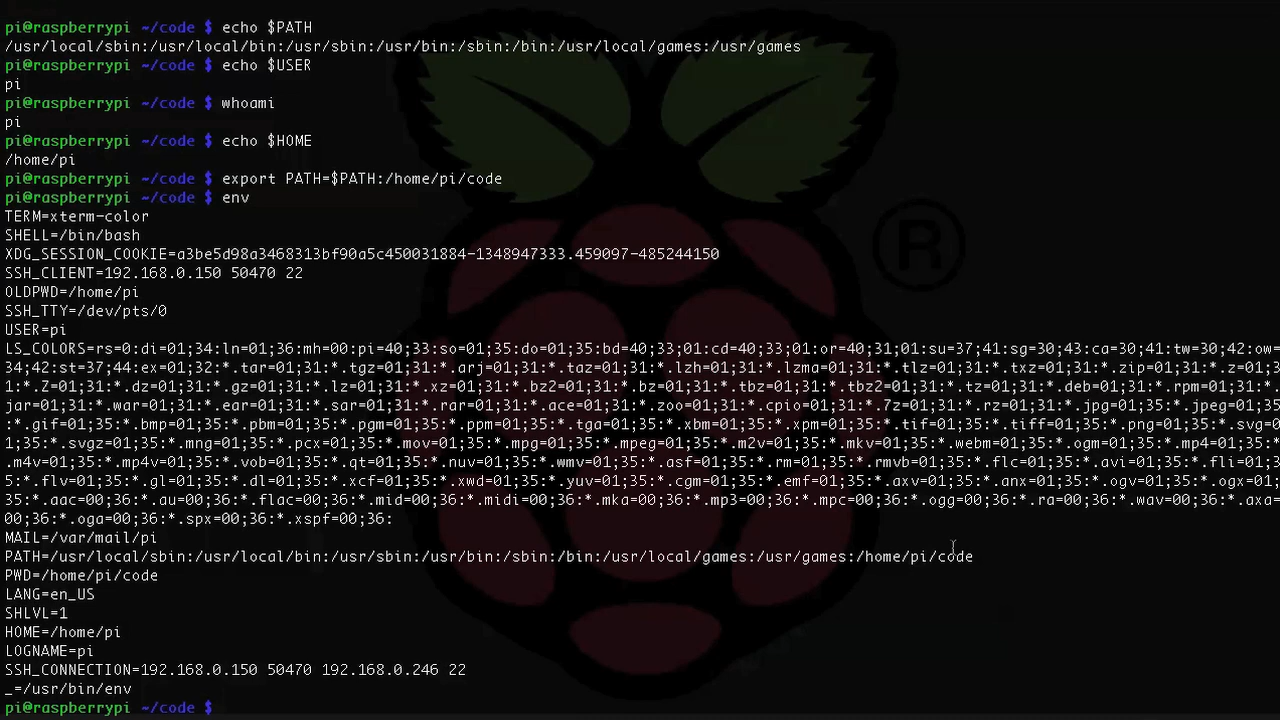 pi@raspberrypi ~/code $ echo $PATH
/usr/local/sbin:/usr/local/bin:/usr/sbin:/usr/bin:/sbin:/bin:/usr/local/games:/usr/games
pi@raspberrypi ~/code $ echo $USER
pi
pi@raspberrypi ~/code $ whoami
pi
pi@raspberrypi ~/code $ echo $HOME
/home/pi
pi@raspberrypi ~/code $ export PATH=$PATH:/home/pi/code
pi@raspberrypi ~/code $ env
TERM=xterm-color
SHELL=/bin/bash
XDG_SESSION_COOKIE=a3be5d98a3468313bf90a5c450031884-1348947333.459097-485244150
SSH_CLIENT=192.168.0.150 50470 22
OLDPWD=/home/pi
SSH_TTY=/dev/pts/0
USER=pi
LS_COLORS=rs=0:di=01;34:ln=01;36:mh=00:pi=40;33:so=01;35:do=01;35:bd=40;33;01:cd=40;33;01:or=40;31;01:su=37;41:sg=30;43:ca=30;41:tw=30;42:ow=
34;42:st=37;44:ex=01;32:*.tar=01;31:*.tgz=01;31:*.arj=01;31:*.taz=01;31:*.lzh=01;31:*.lzma=01;31:*.tlz=01;31:*.txz=01;31:*.zip=01;31:*.z=01;3
1:*.Z=01;31:*.dz=01;31:*.gz=01;31:*.lz=01;31:*.xz=01;31:*.bz2=01;31:*.bz=01;31:*.tbz=01;31:*.tbz2=01;31:*.tz=01;31:*.deb=01;31:*.rpm=01;31:*.
jar=01;31:*.war=01;31:*.ear=01;31:*.sar=01;31:*.rar=01;31:*.ace=01;31:*.zoo=01;31:*.cpio=01;31:*.7z=01;31:*.rz=01;31:*.jpg=01;35:*.jpeg=01;35
:*.gif=01;35:*.bmp=01;35:*.pbm=01;35:*.pgm=01;35:*.ppm=01;35:*.tga=01;35:*.xbm=01;35:*.xpm=01;35:*.tif=01;35:*.tiff=01;35:*.png=01;35:*.svg=0
1;35:*.svgz=01;35:*.mng=01;35:*.pcx=01;35:*.mov=01;35:*.mpg=01;35:*.mpeg=01;35:*.m2v=01;35:*.mkv=01;35:*.webm=01;35:*.ogm=01;35:*.mp4=01;35:*
.m4v=01;35:*.mp4v=01;35:*.vob=01;35:*.qt=01;35:*.nuv=01;35:*.wmv=01;35:*.asf=01;35:*.rm=01;35:*.rmvb=01;35:*.flc=01;35:*.avi=01;35:*.fli=01;3
5:*.flv=01;35:*.gl=01;35:*.dl=01;35:*.xcf=01;35:*.xwd=01;35:*.yuv=01;35:*.cgm=01;35:*.emf=01;35:*.axv=01;35:*.anx=01;35:*.ogv=01;35:*.ogx=01;
35:*.aac=00;36:*.au=00;36:*.flac=00;36:*.mid=00;36:*.midi=00;36:*.mka=00;36:*.mp3=00;36:*.mpc=00;36:*.ogg=00;36:*.ra=00;36:*.wav=00;36:*.axa=
00;36:*.oga=00;36:*.spx=00;36:*.xspf=00;36:
MAIL=/var/mail/pi
PATH=/usr/local/sbin:/usr/local/bin:/usr/sbin:/usr/bin:/sbin:/bin:/usr/local/games:/usr/games:/home/pi/code
PWD=/home/pi/code
LANG=en_US
SHLVL=1
HOME=/home/pi
LOGNAME=pi
SSH_CONNECTION=192.168.0.150 50470 192.168.0.246 22
_=/usr/bin/env
pi@raspberrypi ~/code $
®